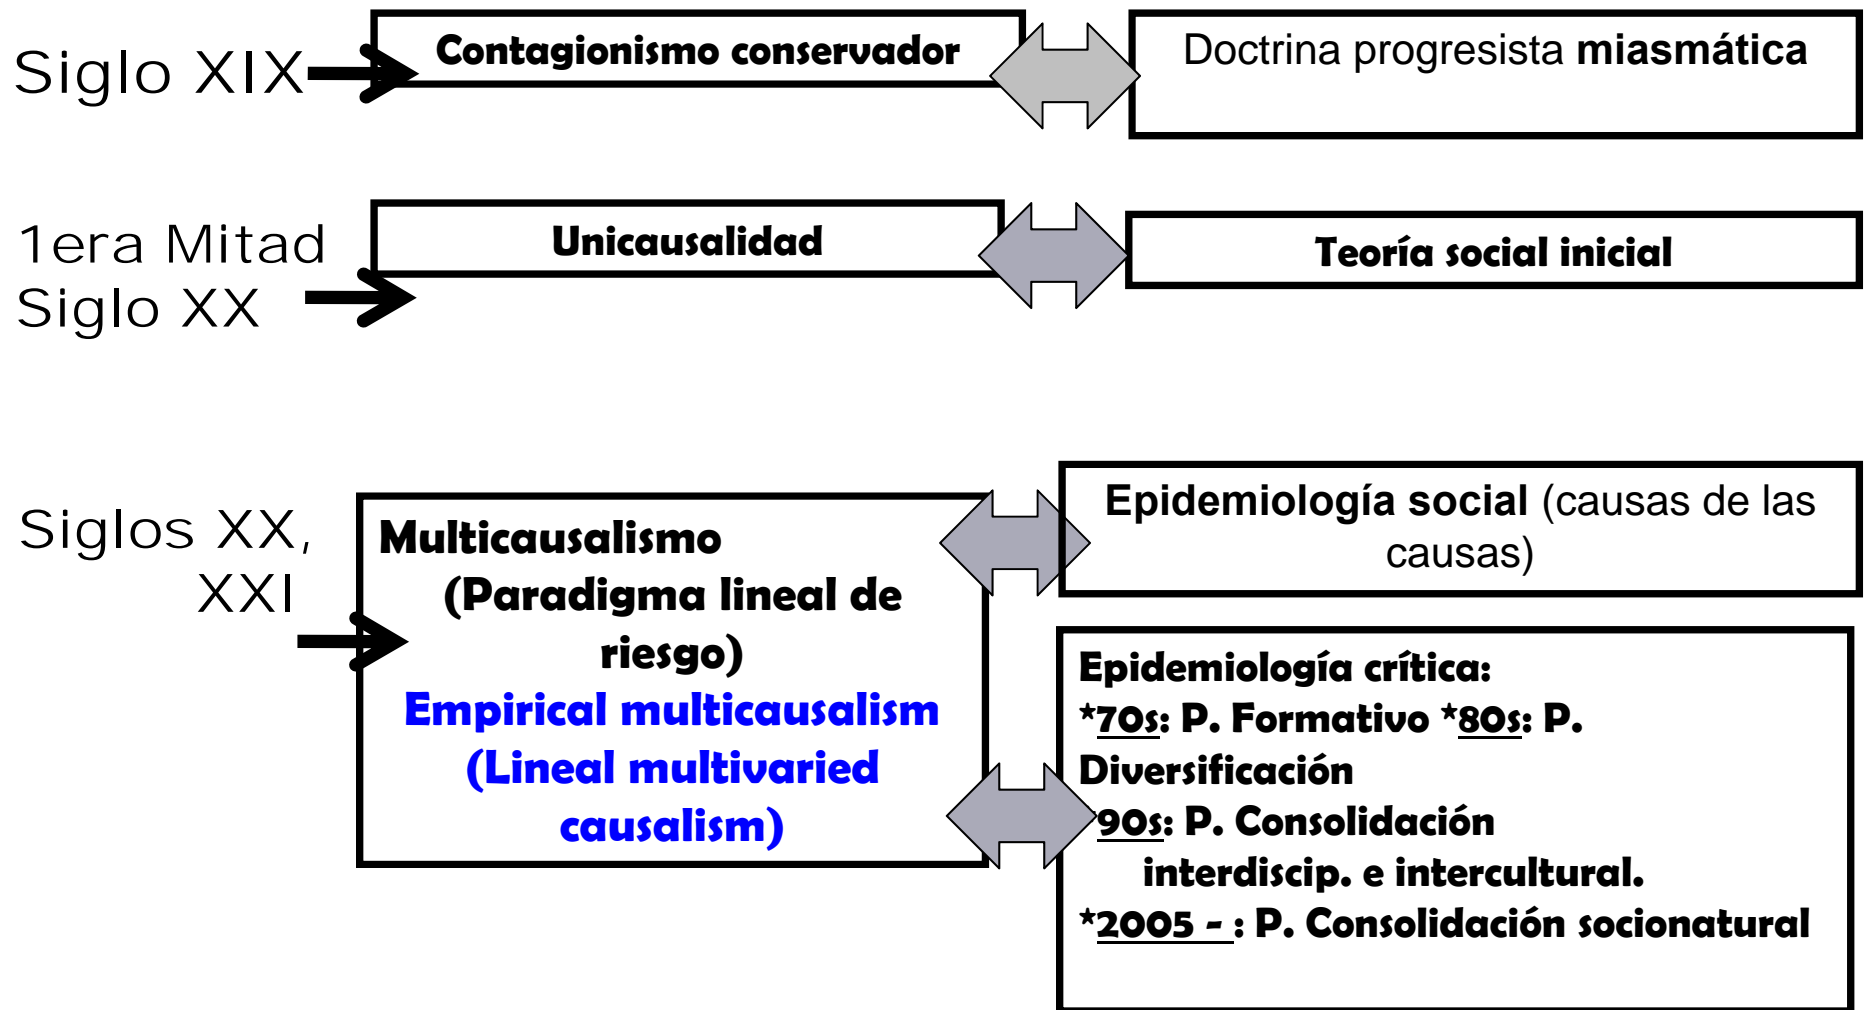 Siglo XIX
Contagionismo conservador
Doctrina progresista miasmática
1era Mitad
Siglo XX
Unicausalidad
Teoría social inicial
Siglos XX,
XXI
Multicausalismo
(Paradigma lineal de
riesgo)
Empirical multicausalism
(Lineal multivaried
causalism)
Epidemiología social (causas de las
causas)
Epidemiología crítica:
*70s: P. Formativo *80s: P.
Diversificación
*90s: P. Consolidación
interdiscip. e intercultural.
*2005 - : P. Consolidación socionatural